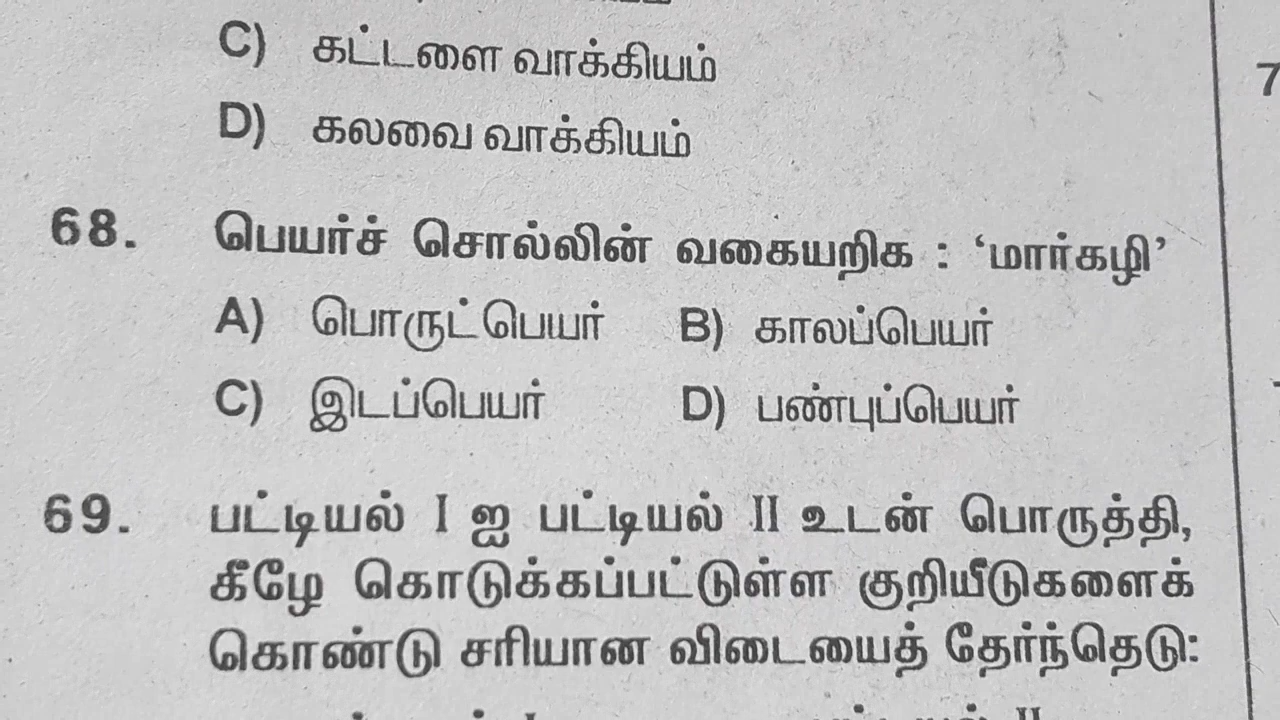 C) கட்டளை வாக்கியம்
D) கலவை வாக்கியம்
7
68. பெயர்ச் சொல்லின் வகையறிக : ‘மார்கழி’
A) பொருட்பெயர் B) காலப்பெயர்
C) இடப்பெயர் D) பண்புப்பெயர்
69. பட்டியல் I ஐ பட்டியல் II உடன் பொருத்தி,
கீழே கொடுக்கப்பட்டுள்ள குறியீடுகளைக்
கொண்டு சரியான விடையைத் தேர்ந்தெடு: